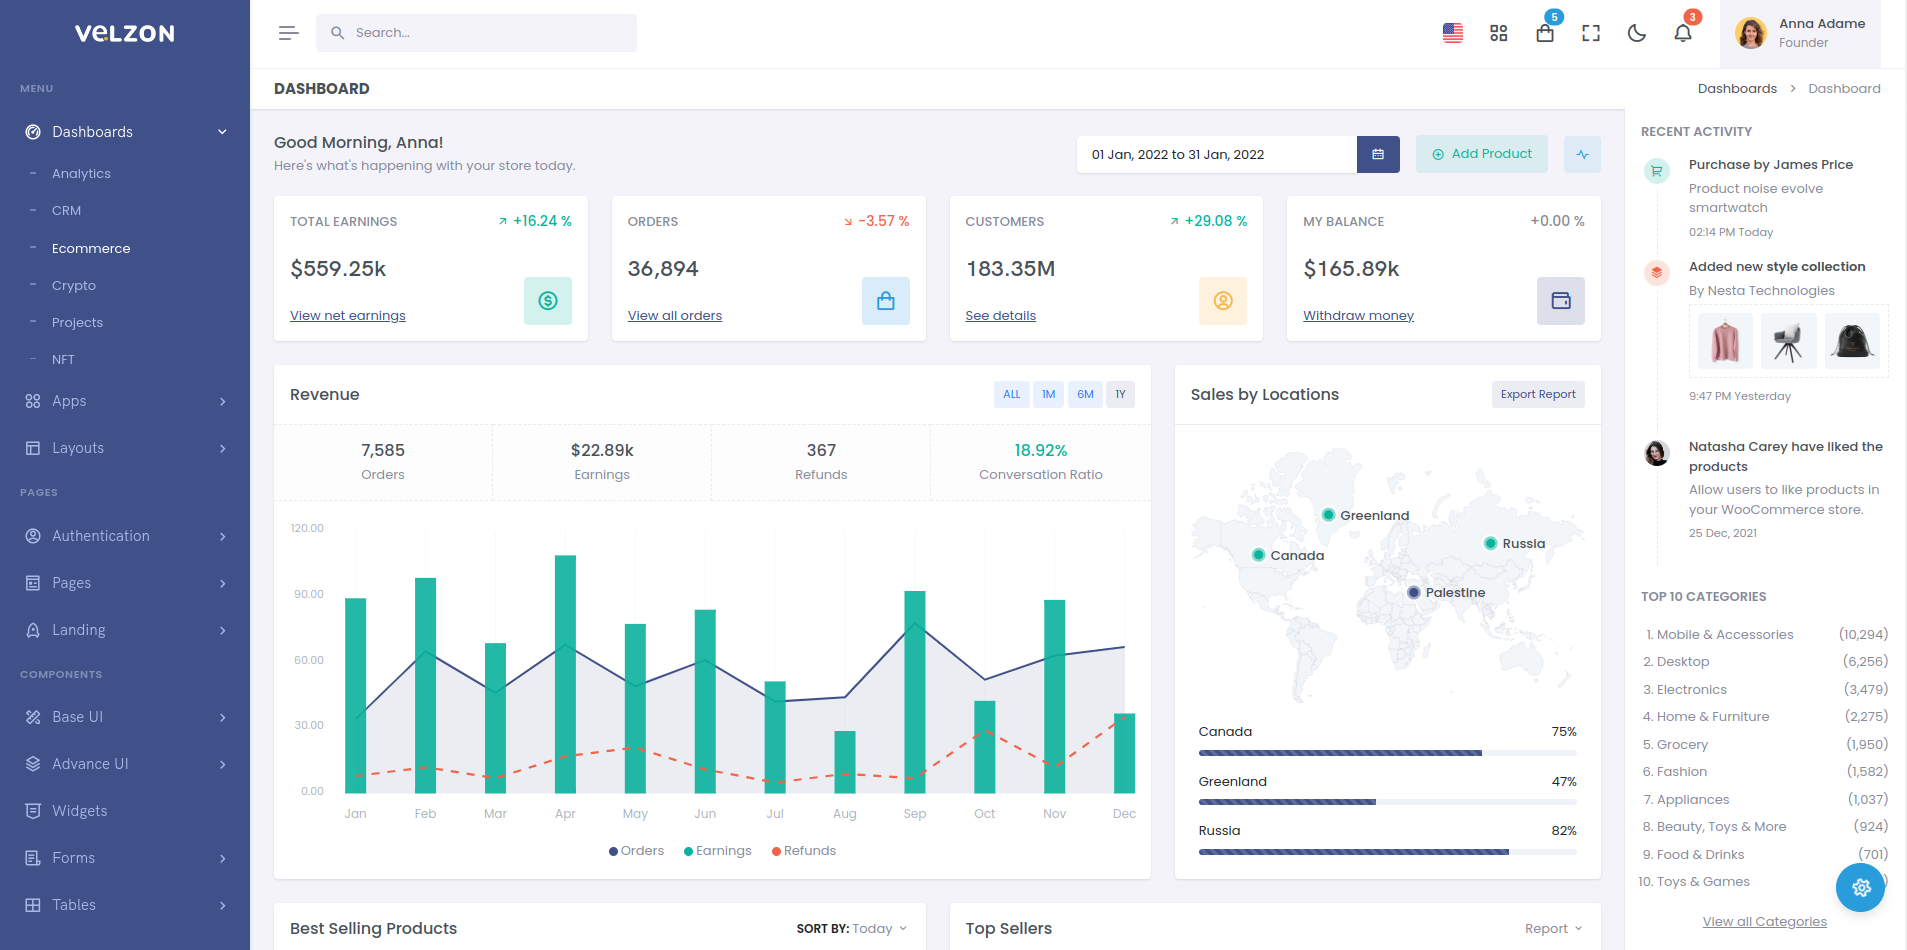 VELZON
Search...
5
3
Anna Adame
Founder
MENU
Dashboards
Analytics
CRM
Ecommerce
Crypto
Projects
NFT
Apps
Layouts
PAGES
Authentication
Pages
Landing
COMPONENTS
Base UI
Advance UI
Widgets
Forms
Tables
DASHBOARD
Dashboards > Dashboard
Good Morning, Anna!
Here's what's happening with your store today.
01 Jan, 2022 to 31 Jan, 2022
Add Product
TOTAL EARNINGS
+16.24 %
$559.25k
View net earnings
ORDERS
-3.57 %
36,894
View all orders
CUSTOMERS
+29.08 %
183.35M
See details
MY BALANCE
+0.00 %
$165.89k
Withdraw money
Revenue
ALL 1M 6M 1Y
7,585
Orders
$22.89k
Earnings
367
Refunds
18.92%
Conversation Ratio
120.00
90.00
60.00
30.00
0.00
Jan Feb Mar Apr May Jun Jul Aug Sep Oct Nov Dec
Orders Earnings Refunds
Sales by Locations
Export Report
Greenland
Canada
Russia
Palestine
Canada 75%
Greenland 47%
Russia 82%
Best Selling Products
SORT BY: Today
Top Sellers
Report
RECENT ACTIVITY
Purchase by James Price
Product noise evolve
smartwatch
02:14 PM Today
Added new style collection
By Nesta Technologies
9:47 PM Yesterday
Natasha Carey have liked the
products
Allow users to like products in
your WooCommerce store.
25 Dec, 2021
TOP 10 CATEGORIES
1. Mobile & Accessories (10,294)
2. Desktop (6,256)
3. Electronics (3,479)
4. Home & Furniture (2,275)
5. Grocery (1,950)
6. Fashion (1,582)
7. Appliances (1,037)
8. Beauty, Toys & More (924)
9. Food & Drinks (701)
10. Toys & Games
View all Categories